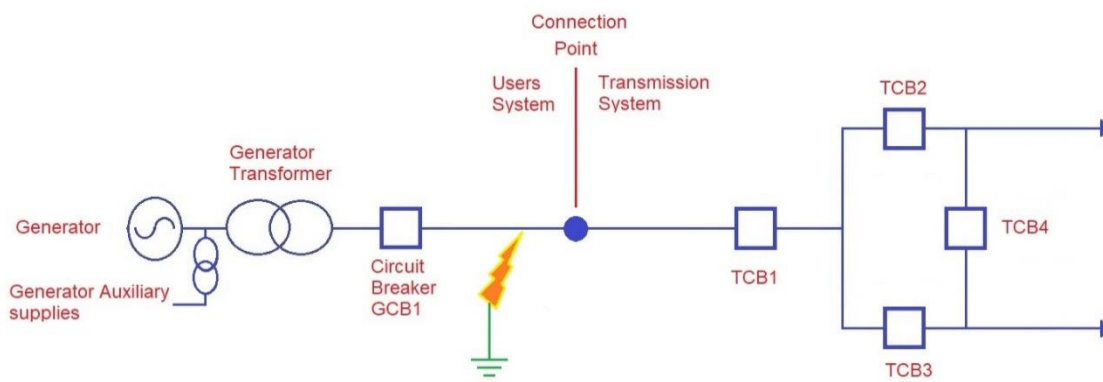 Connection
Point
Users
System
Transmission
System
TCB2
Generator
Transformer
Generator
TCB4
Circuit
Breaker
GCB1
TCB1
Generator Auxiliary
supplies
TCB3